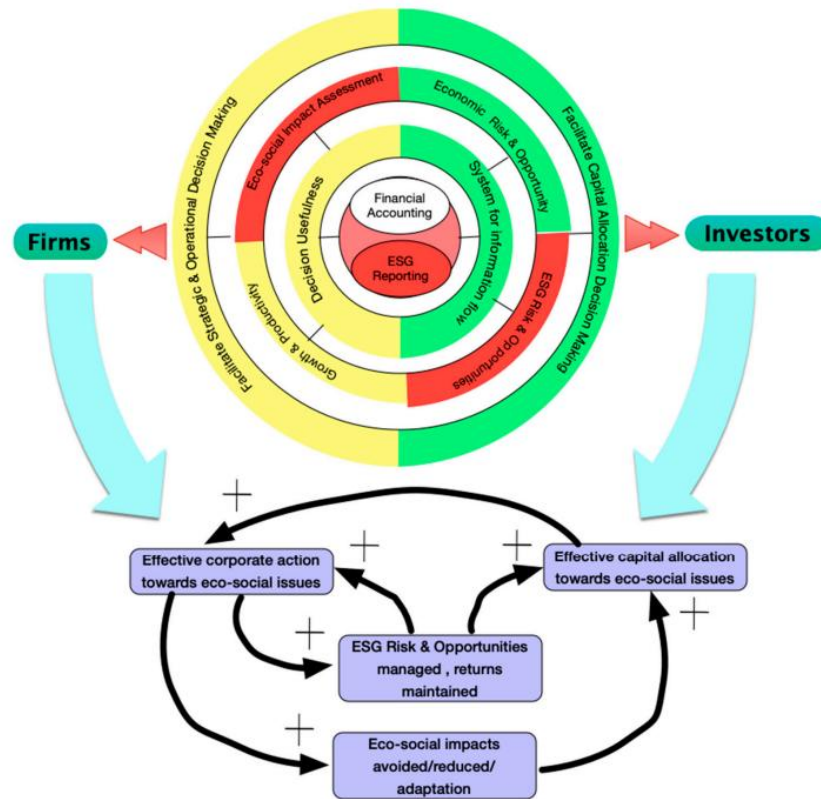 Facilitate Strategic & Operational Decision Making
Facilitate Capital Allocation Decision Making
Eco-social Impact Assessment
Economic Risk & Opportunity
Growth & Productivity
ESG Risk & Opportunities
Decision Usefulness
System for information flow
Financial
Accounting
ESG
Reporting
Firms
Investors
+
+
+
Effective corporate action
towards eco-social issues
Effective capital allocation
towards eco-social issues
+
+
ESG Risk & Opportunities
managed , returns
maintained
+
Eco-social impacts
avoided/reduced/
adaptation